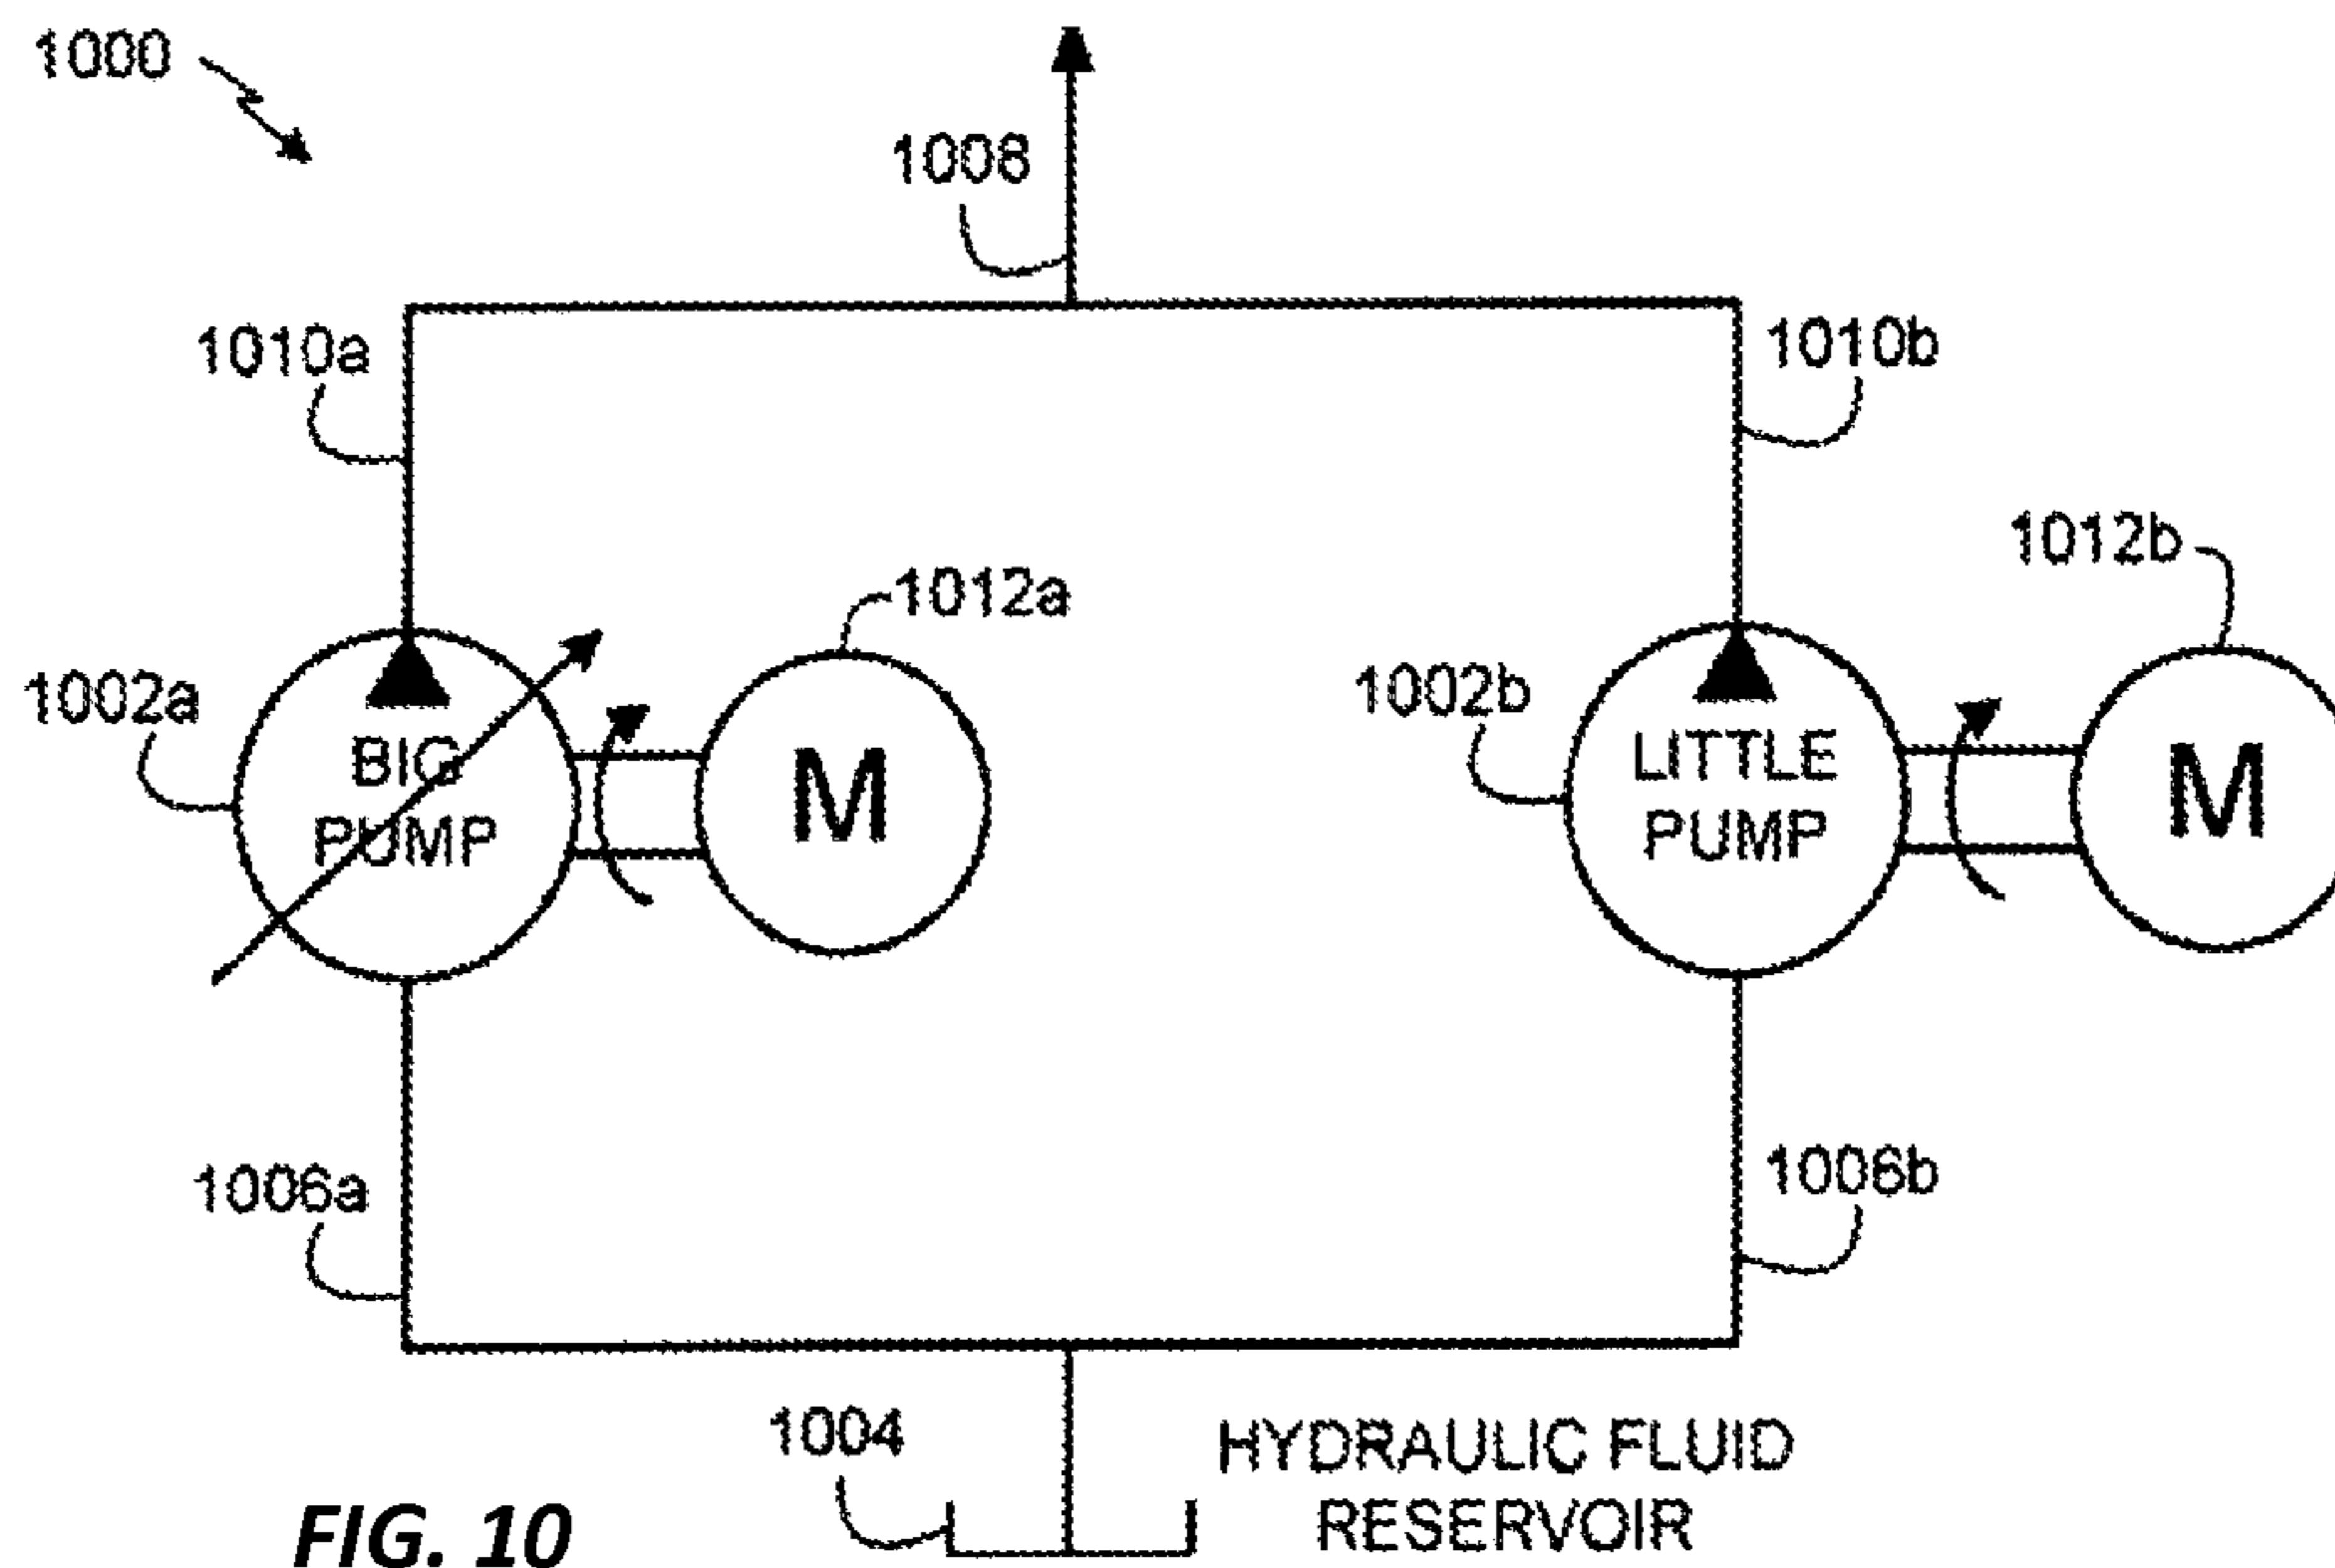 1000
1008
1010a
1010b
1012a
1012b
1002a
1002b
BIG
PUMP
M
LITTLE
PUMP
M
1006a
1006b
1004
HYDRAULIC FLUID
RESERVOIR
FIG. 10